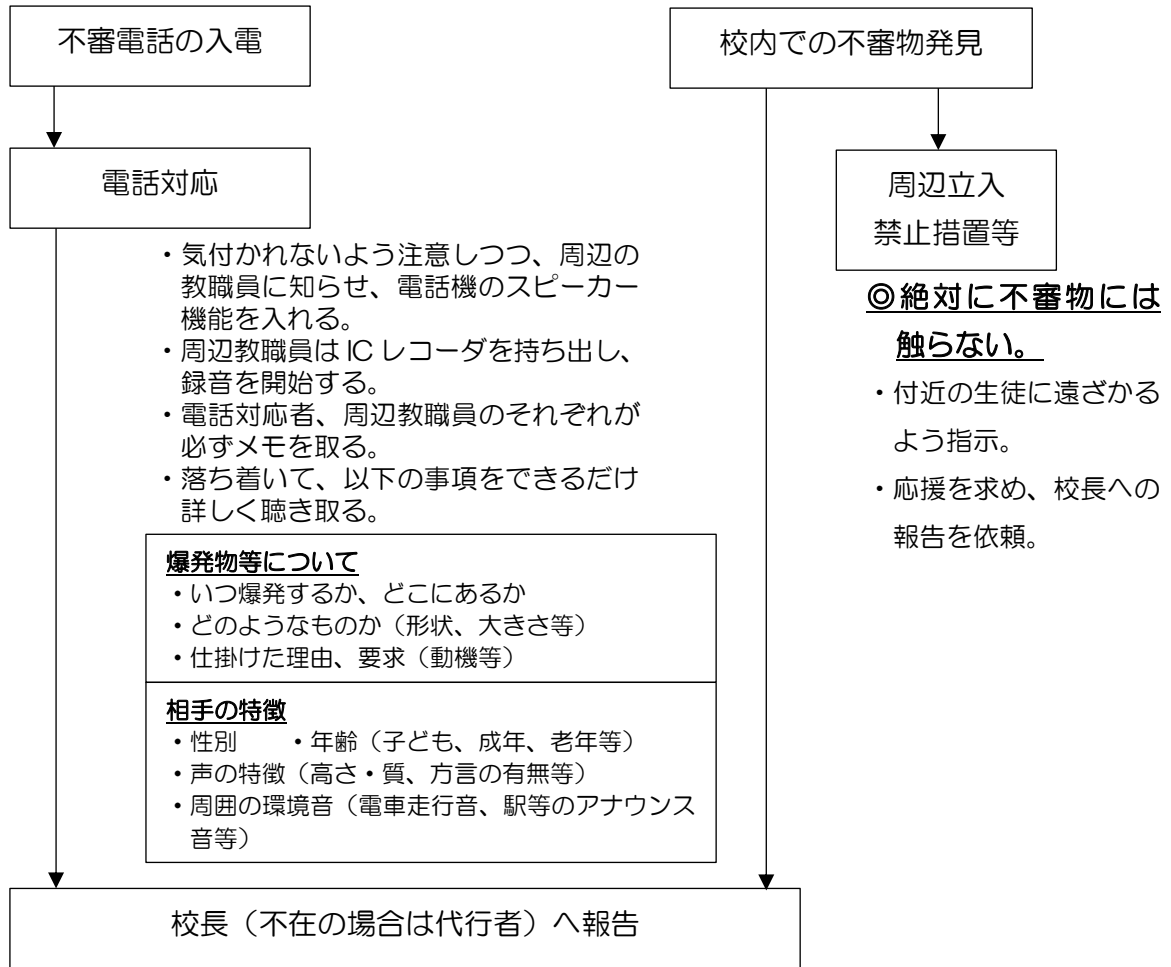 不審電話の入電
電話対応
・気付かれないよう注意しつつ、周辺の
教職員に知らせ、電話機のスピーカー
機能を入れる。
・周辺教職員は IC レコーダを持ち出し、
録音を開始する。
・電話対応者、周辺教職員のそれぞれが
必ずメモを取る。
・落ち着いて、以下の事項をできるだけ
詳しく聴き取る。
爆発物等について
・いつ爆発するか、どこにあるか
・どのようなものか（形状、大きさ等）
・仕掛けた理由、要求（動機等）
相手の特徴
・性別　　・年齢（子ども、成年、老年等）
・声の特徴（高さ・質、方言の有無等）
・周囲の環境音（電車走行音、駅等のアナウンス
音等）
校内での不審物発見
周辺立入
禁止措置等
◎絶対に不審物には
触らない。
・付近の生徒に遠ざかる
よう指示。
・応援を求め、校長への
報告を依頼。
校長（不在の場合は代行者）へ報告